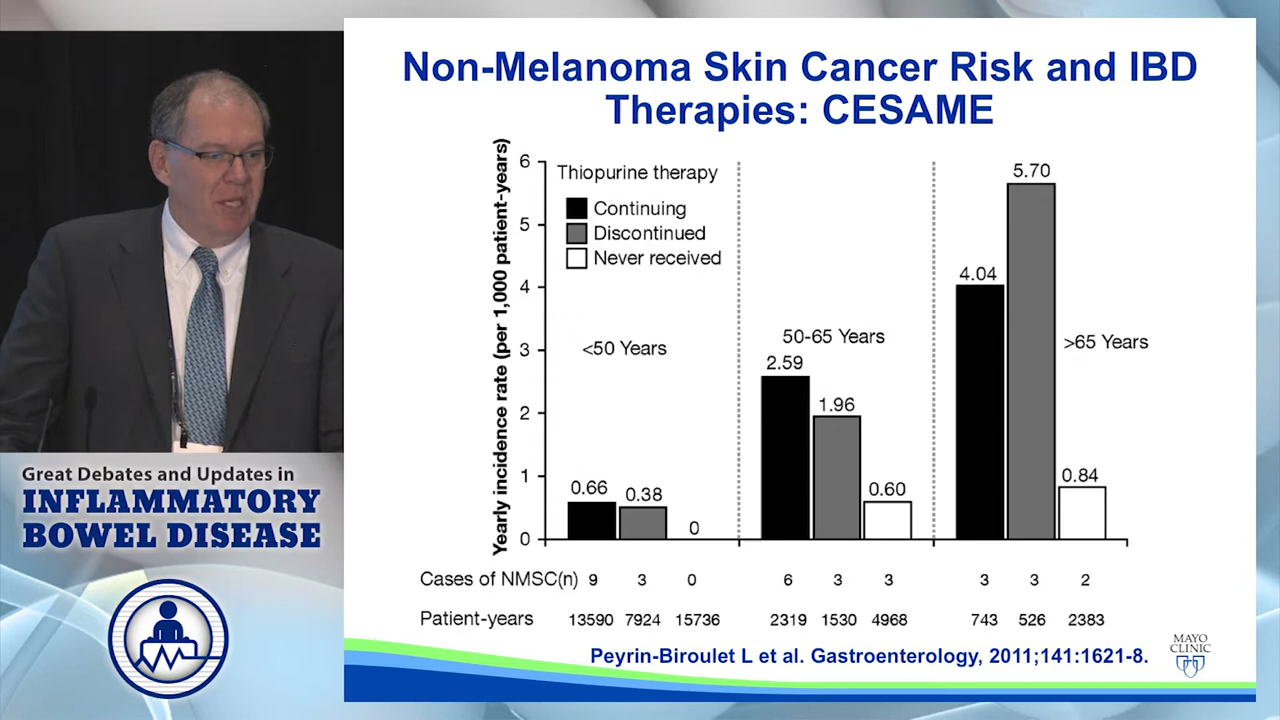 Non-Melanoma Skin Cancer Risk and IBD
Therapies: CESAME
Yearly incidence rate (per 1,000 patient-years)
6
5
4
3
2
1
0
Thiopurine therapy
Continuing
Discontinued
Never received
<50 Years
0.66
0.38
0
50-65 Years
2.59
1.96
0.60
>65 Years
4.04
5.70
0.84
Cases of NMSC(n) 9 3 0 6 3 3 3 3 2
Patient-years 13590 7924 15736 2319 1530 4968 743 526 2383
Peyrin-Biroulet L et al. Gastroenterology, 2011;141:1621-8.
MAYO
CLINIC
Great Debates and Updates in
INFLAMMATORY
BOWEL DISEASE